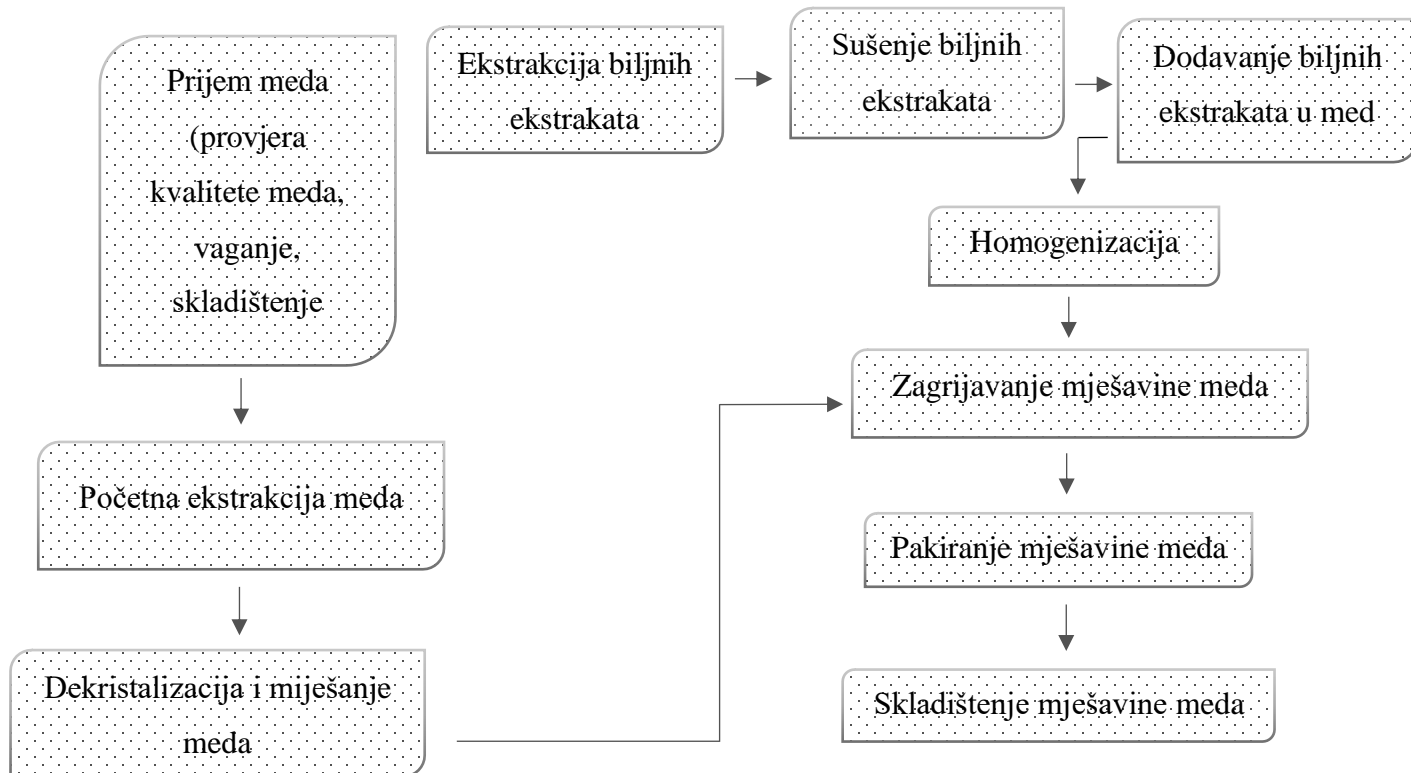 Prijem meda
(provjera
kvalitete meda,
vaganje,
skladištenje
Početna ekstrakcija meda
Dekristalizacija i miješanje
meda
Ekstrakcija biljnih
ekstrakata
Sušenje biljnih
ekstrakata
Dodavanje biljnih
ekstrakata u med
Homogenizacija
Zagrijavanje mješavine meda
Pakiranje mješavine meda
Skladištenje mješavine meda